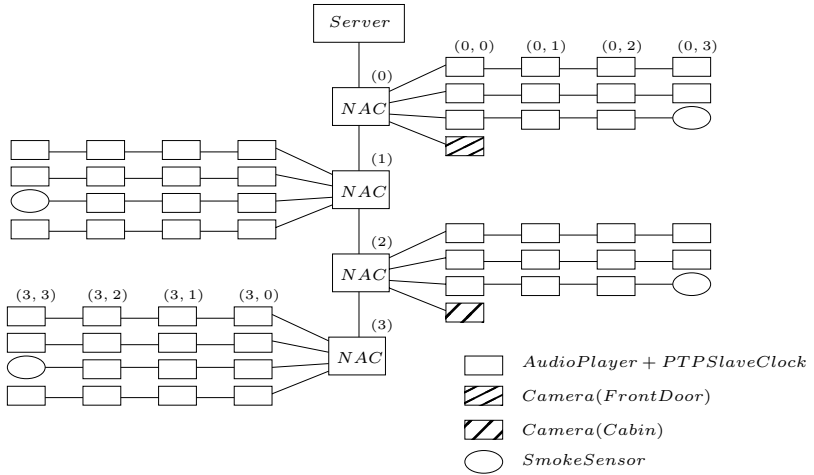 Server
(0, 0) (0, 1) (0, 2) (0, 3)
(0)
NAC
(1)
NAC
(2)
NAC
(3, 3) (3, 2) (3, 1) (3, 0)
(3)
NAC
AudioPlayer + PTPSlaveClock
Camera(FrontDoor)
Camera(Cabin)
SmokeSensor